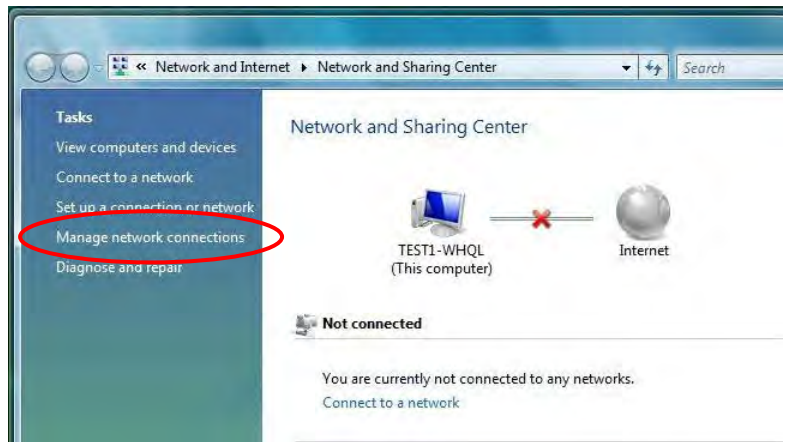 « Network and Internet ▸ Network and Sharing Center
Search
Tasks
View computers and devices
Connect to a network
Set up a connection or network
Manage network connections
Diagnose and repair
Network and Sharing Center
TEST1-WHQL
(This computer)
Internet
Not connected
You are currently not connected to any networks.
Connect to a network